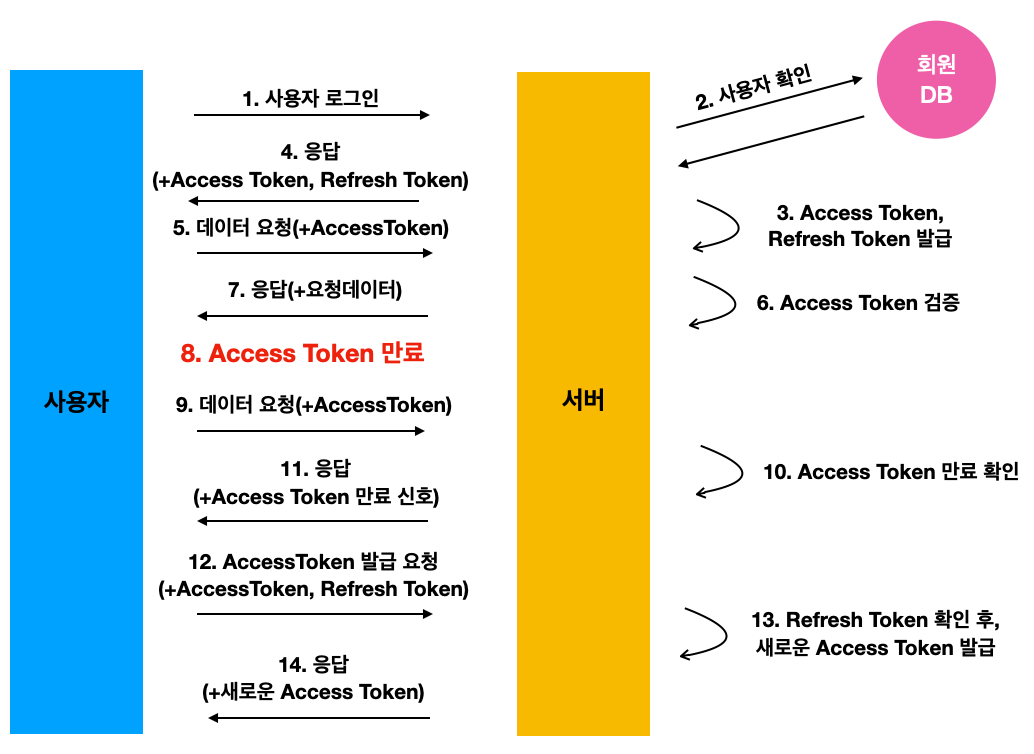 회원
DB
1. 사용자 로그인
2. 사용자 확인
4. 응답
(+Access Token, Refresh Token)
3. Access Token,
Refresh Token 발급
5. 데이터 요청(+AccessToken)
7. 응답(+요청데이터)
6. Access Token 검증
8. Access Token 만료
사용자
서버
9. 데이터 요청(+AccessToken)
11. 응답
(+Access Token 만료 신호)
10. Access Token 만료 확인
12. AccessToken 발급 요청
(+AccessToken, Refresh Token)
13. Refresh Token 확인 후,
새로운 Access Token 발급
14. 응답
(+새로운 Access Token)